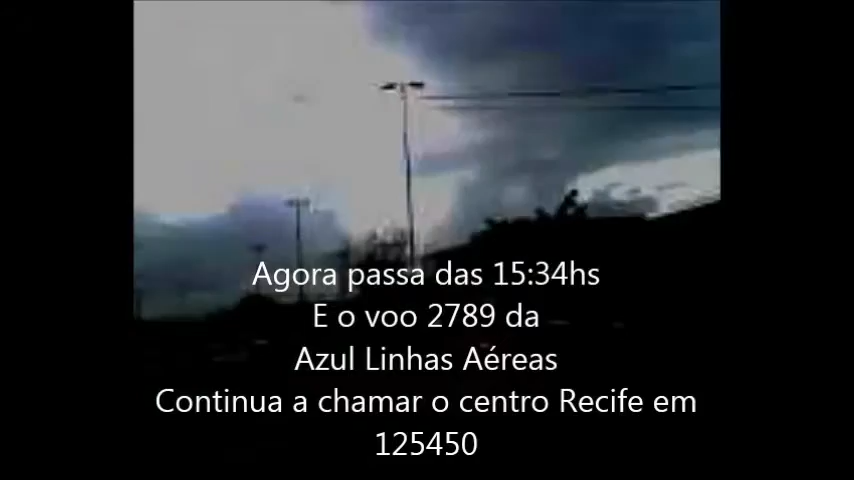 Agora passa das 15:34hs
E o voo 2789 da
Azul Linhas Aéreas
Continua a chamar o centro Recife em
125450